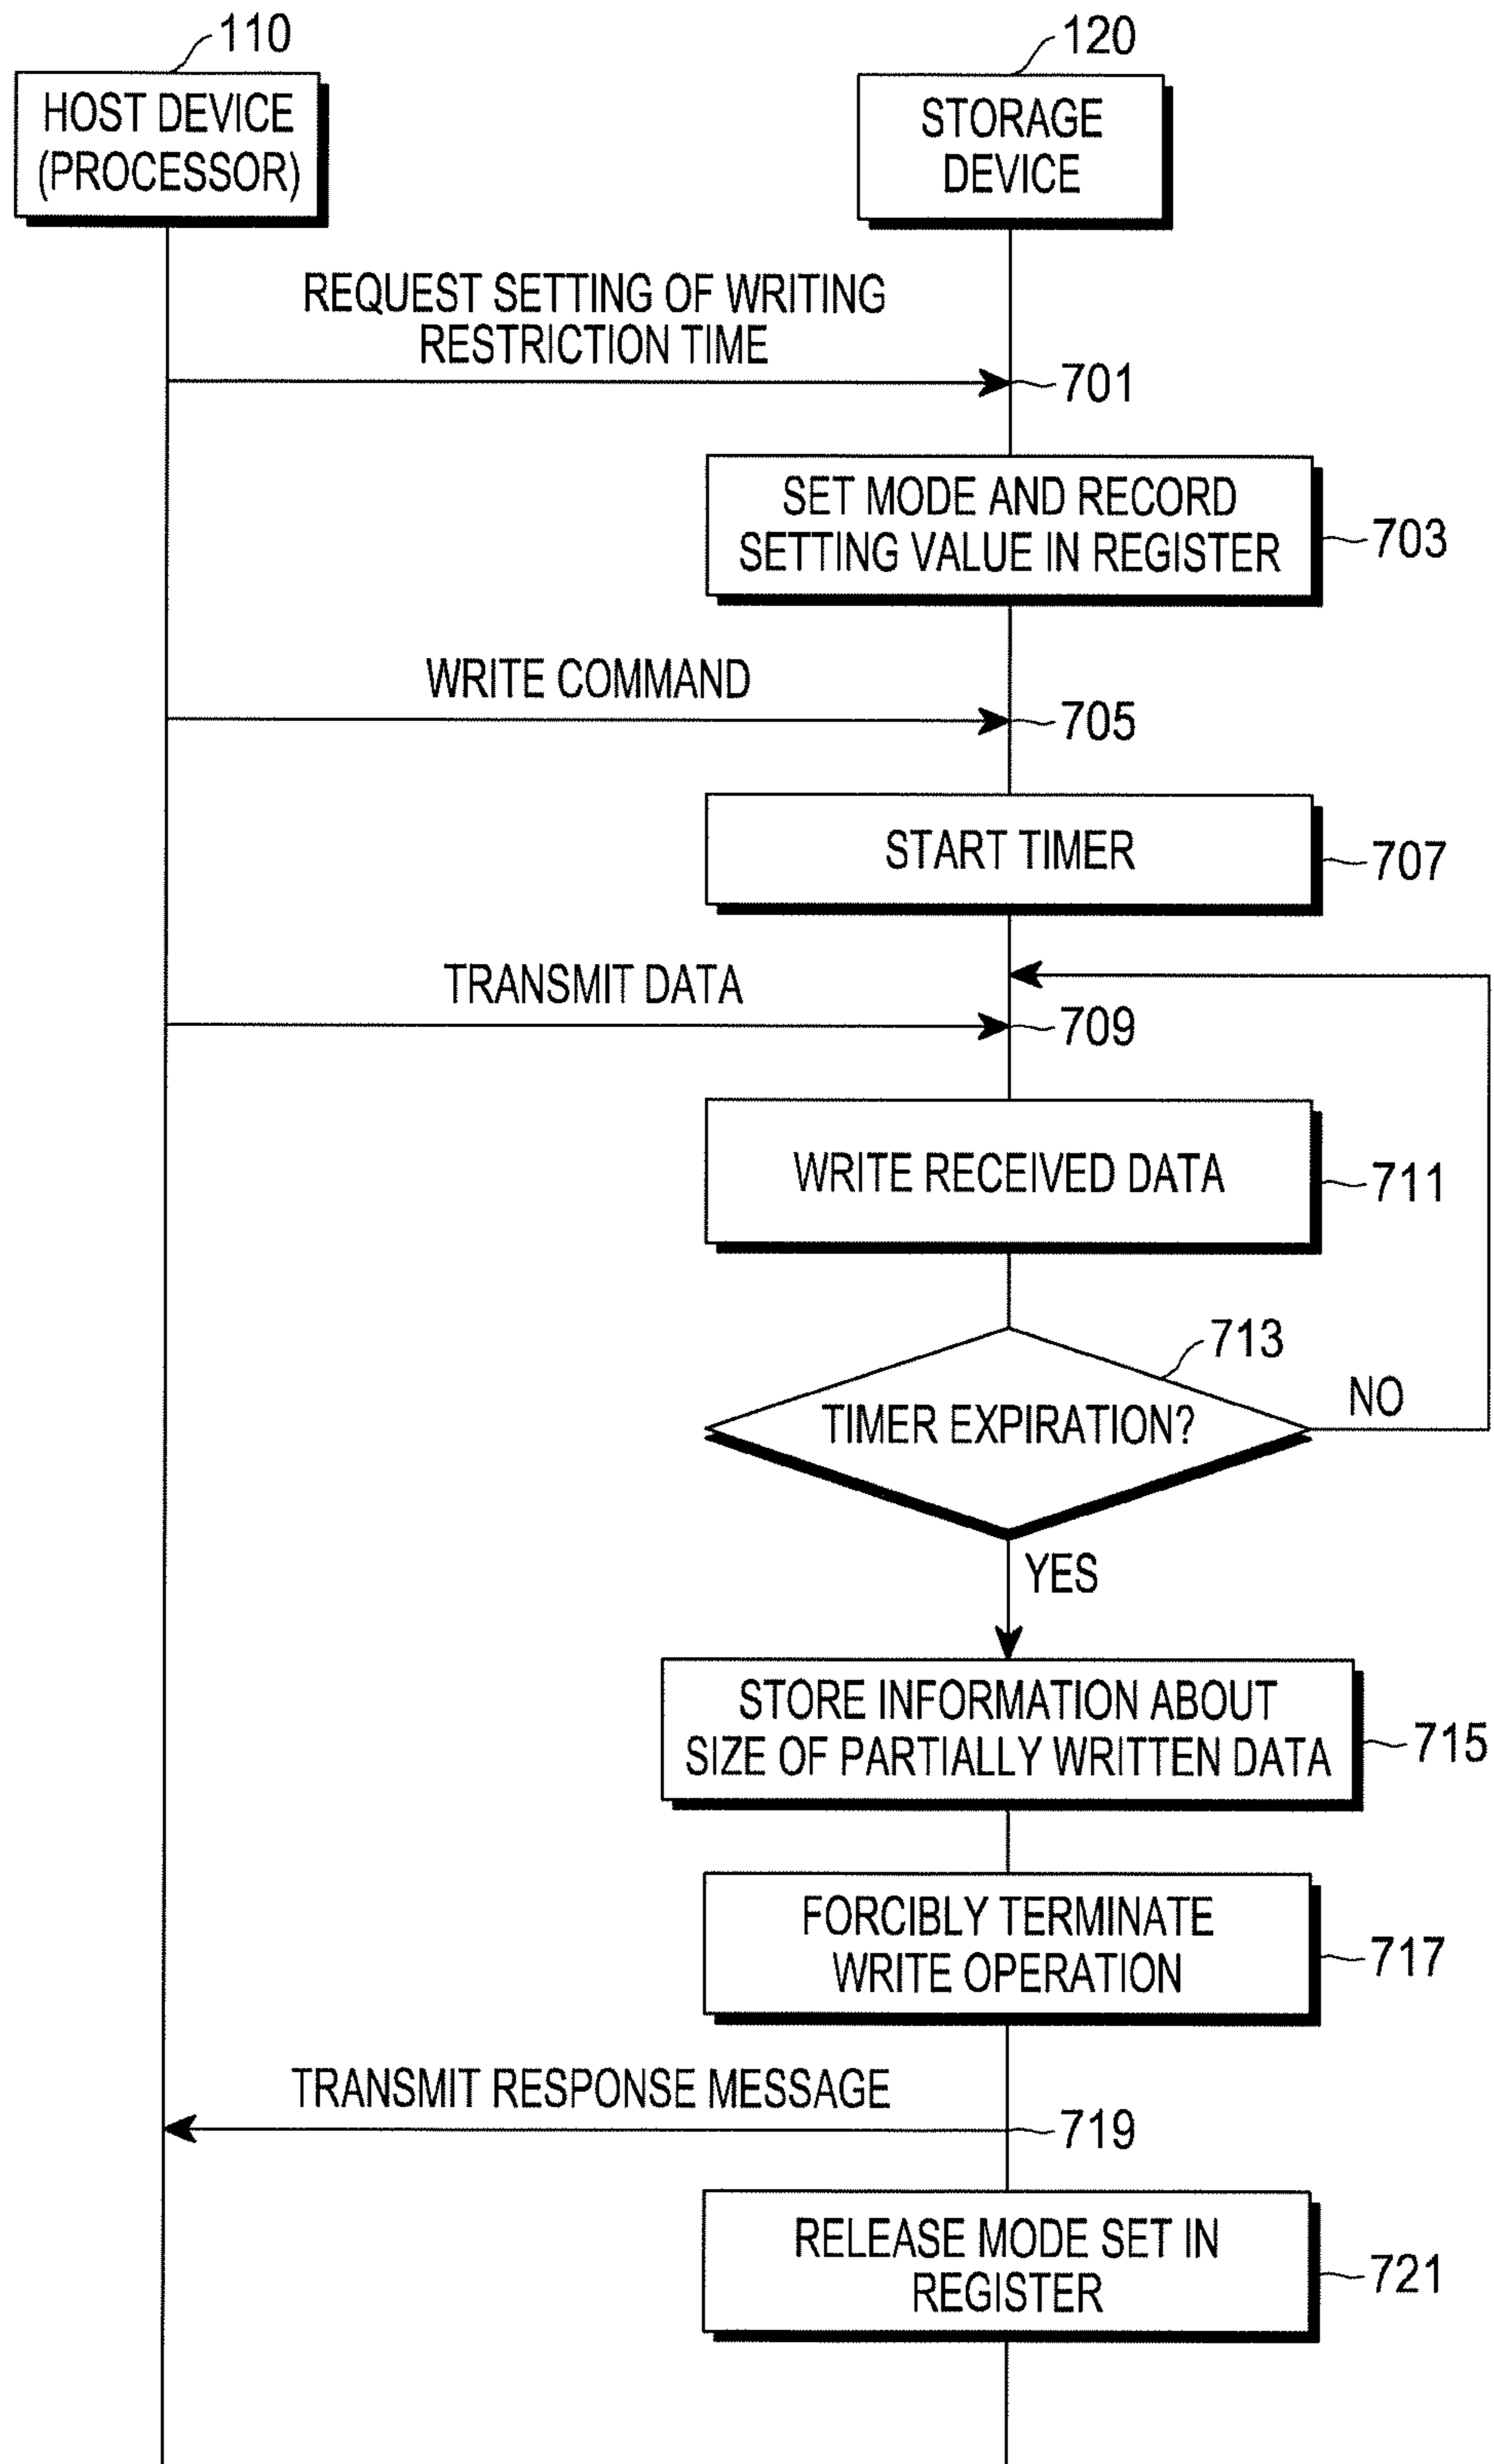 110
120
HOST DEVICE
(PROCESSOR)
STORAGE
DEVICE
REQUEST SETTING OF WRITING
RESTRICTION TIME
701
SET MODE AND RECORD
SETTING VALUE IN REGISTER
703
WRITE COMMAND
705
START TIMER
707
TRANSMIT DATA
709
WRITE RECEIVED DATA
711
713
TIMER EXPIRATION?
NO
YES
STORE INFORMATION ABOUT
SIZE OF PARTIALLY WRITTEN DATA
715
FORCIBLY TERMINATE
WRITE OPERATION
717
TRANSMIT RESPONSE MESSAGE
719
RELEASE MODE SET IN
REGISTER
721